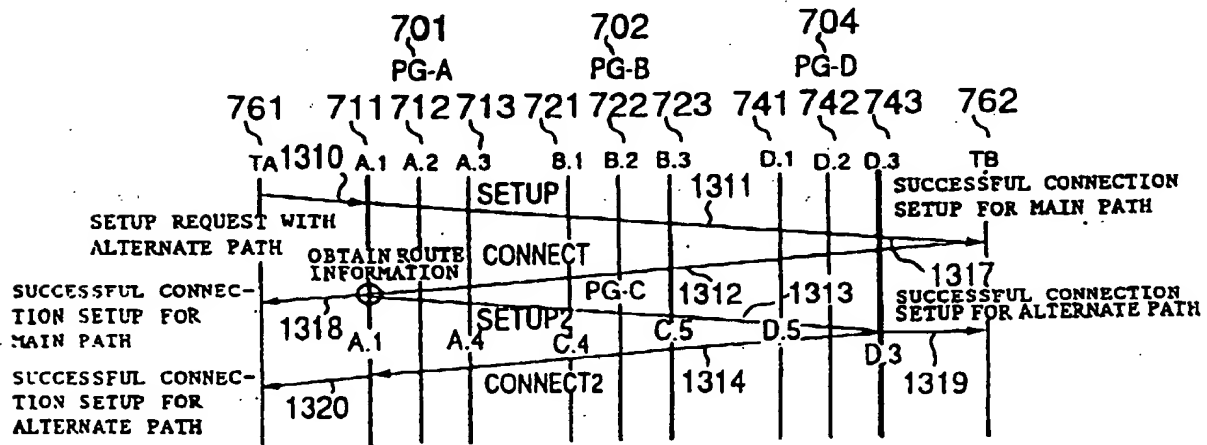 701 702 704
PG-A PG-B PG-D
761 711 712 713 721 722 723 741 742 743 762
TA 1310 A.1 A.2 A.3 B.1 B.2 B.3 D.1 D.2 D.3 TB
SETUP 1311
SUCCESSFUL CONNECTION
SETUP FOR MAIN PATH
SETUP REQUEST WITH
ALTERNATE PATH
OBTAIN ROUTE
INFORMATION
CONNECT
1317
SUCCESSFUL CONNEC-
TION SETUP FOR
MAIN PATH
1318
PG-C 1312 1313
SUCCESSFUL CONNECTION
SETUP FOR ALTERNATE PATH
SETUP2
A.1 A.4 C.4 C.5 D.5 D.3
1319
SUCCESSFUL CONNEC-
TION SETUP FOR
ALTERNATE PATH
1320
CONNECT2 1314